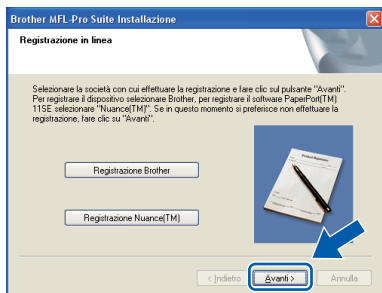 Brother MFL-Pro Suite Installazione
Registrazione in linea
Selezionare la società con cui effettuare la registrazione e fare clic sul pulsante "Avanti".
Per registrare il dispositivo selezionare Brother, per registrare il software PaperPort(TM)
11SE selezionare "Nuance(TM)". Se in questo momento si preferisce non effettuare la
registrazione, fare clic su "Avanti".
Registrazione Brother
Product Registration
Registrazione Nuance(TM)
< Indietro
Avanti >
Annulla